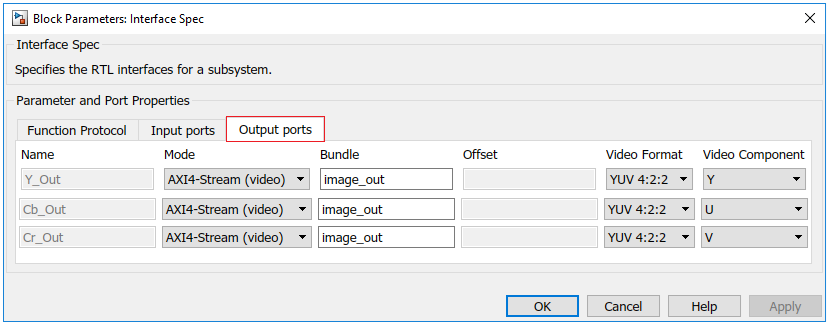 Block Parameters: Interface Spec
Interface Spec
Specifies the RTL interfaces for a subsystem.
Parameter and Port Properties
Function Protocol Input ports Output ports
Name Mode Bundle Offset Video Format Video Component
Y_Out AXI4-Stream (video) image_out YUV 4:2:2 Y
Cb_Out AXI4-Stream (video) image_out YUV 4:2:2 U
Cr_Out AXI4-Stream (video) image_out YUV 4:2:2 V
OK Cancel Help Apply